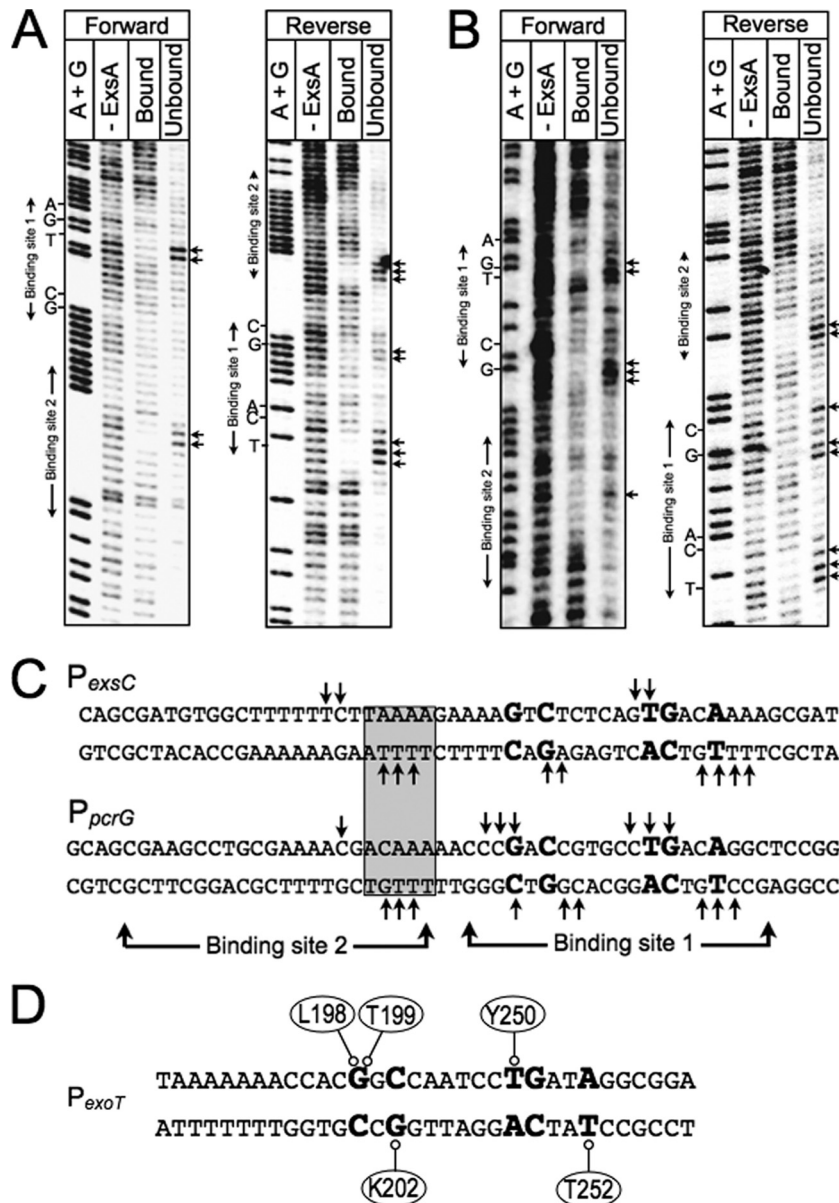 A
Forward
Reverse
A + G
- ExsA
Bound
Unbound
A + G
- ExsA
Bound
Unbound
Binding site 1
Binding site 2
A
G
T
C
G
Binding site 2
Binding site 1
C
G
A
C
T
B
Forward
Reverse
A + G
- ExsA
Bound
Unbound
A + G
- ExsA
Bound
Unbound
Binding site 1
Binding site 2
A
G
T
C
G
Binding site 2
Binding site 1
C
G
A
C
T
C
PexsC
CAGCGATGTGGCTTTTTTCTTAAAAGAAAAGTCTCTCAGTGACAAAAGCGAT
GTCGCTACACCGAAAAAAGAATTTTCTTTTCAGAGAGTCACTGTTTTCGCTA
PpcrG
GCAGCGAAGCCTGCGAAAACGACAAAAACCCGACCGTGCCTGACAGGCTCCGG
CGTCGCTTCGGACGCTTTTGCTGTTTTTGGGCTGGCACGGACTGTCCGAGGCC
Binding site 2
Binding site 1
D
L198
T199
Y250
PexoT
TAAAAAAACCACGGCCAATCCTGATAGGCGGA
ATTTTTTTGGTGCCGGTTAGGACTATCCGCCT
K202
T252